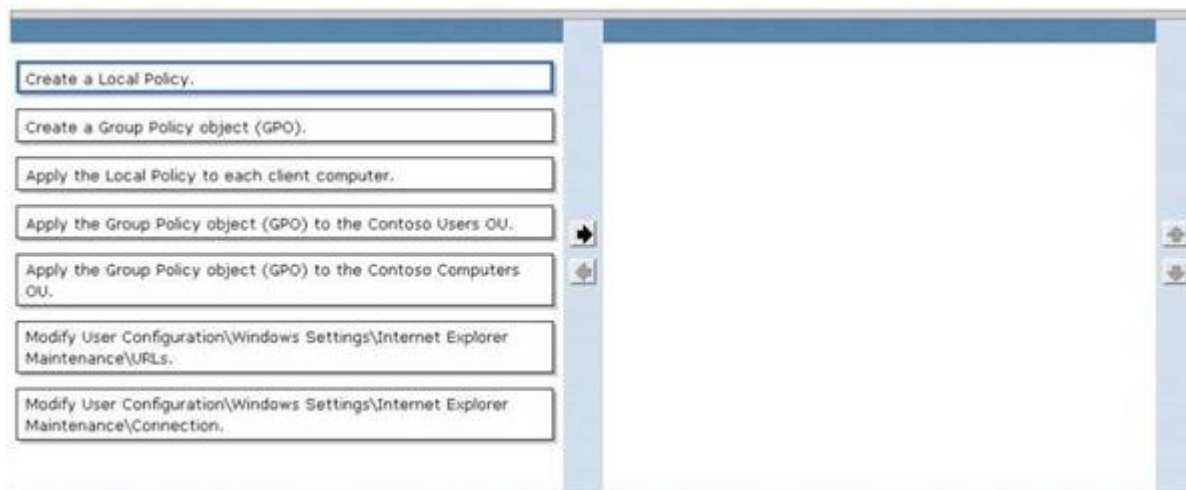 Create a Local Policy.
Create a Group Policy object (GPO).
Apply the Local Policy to each client computer.
Apply the Group Policy object (GPO) to the Contoso Users OU.
Apply the Group Policy object (GPO) to the Contoso Computers
OU.
Modify User Configuration\Windows Settings\Internet Explorer
Maintenance\URLs.
Modify User Configuration\Windows Settings\Internet Explorer
Maintenance\Connection.